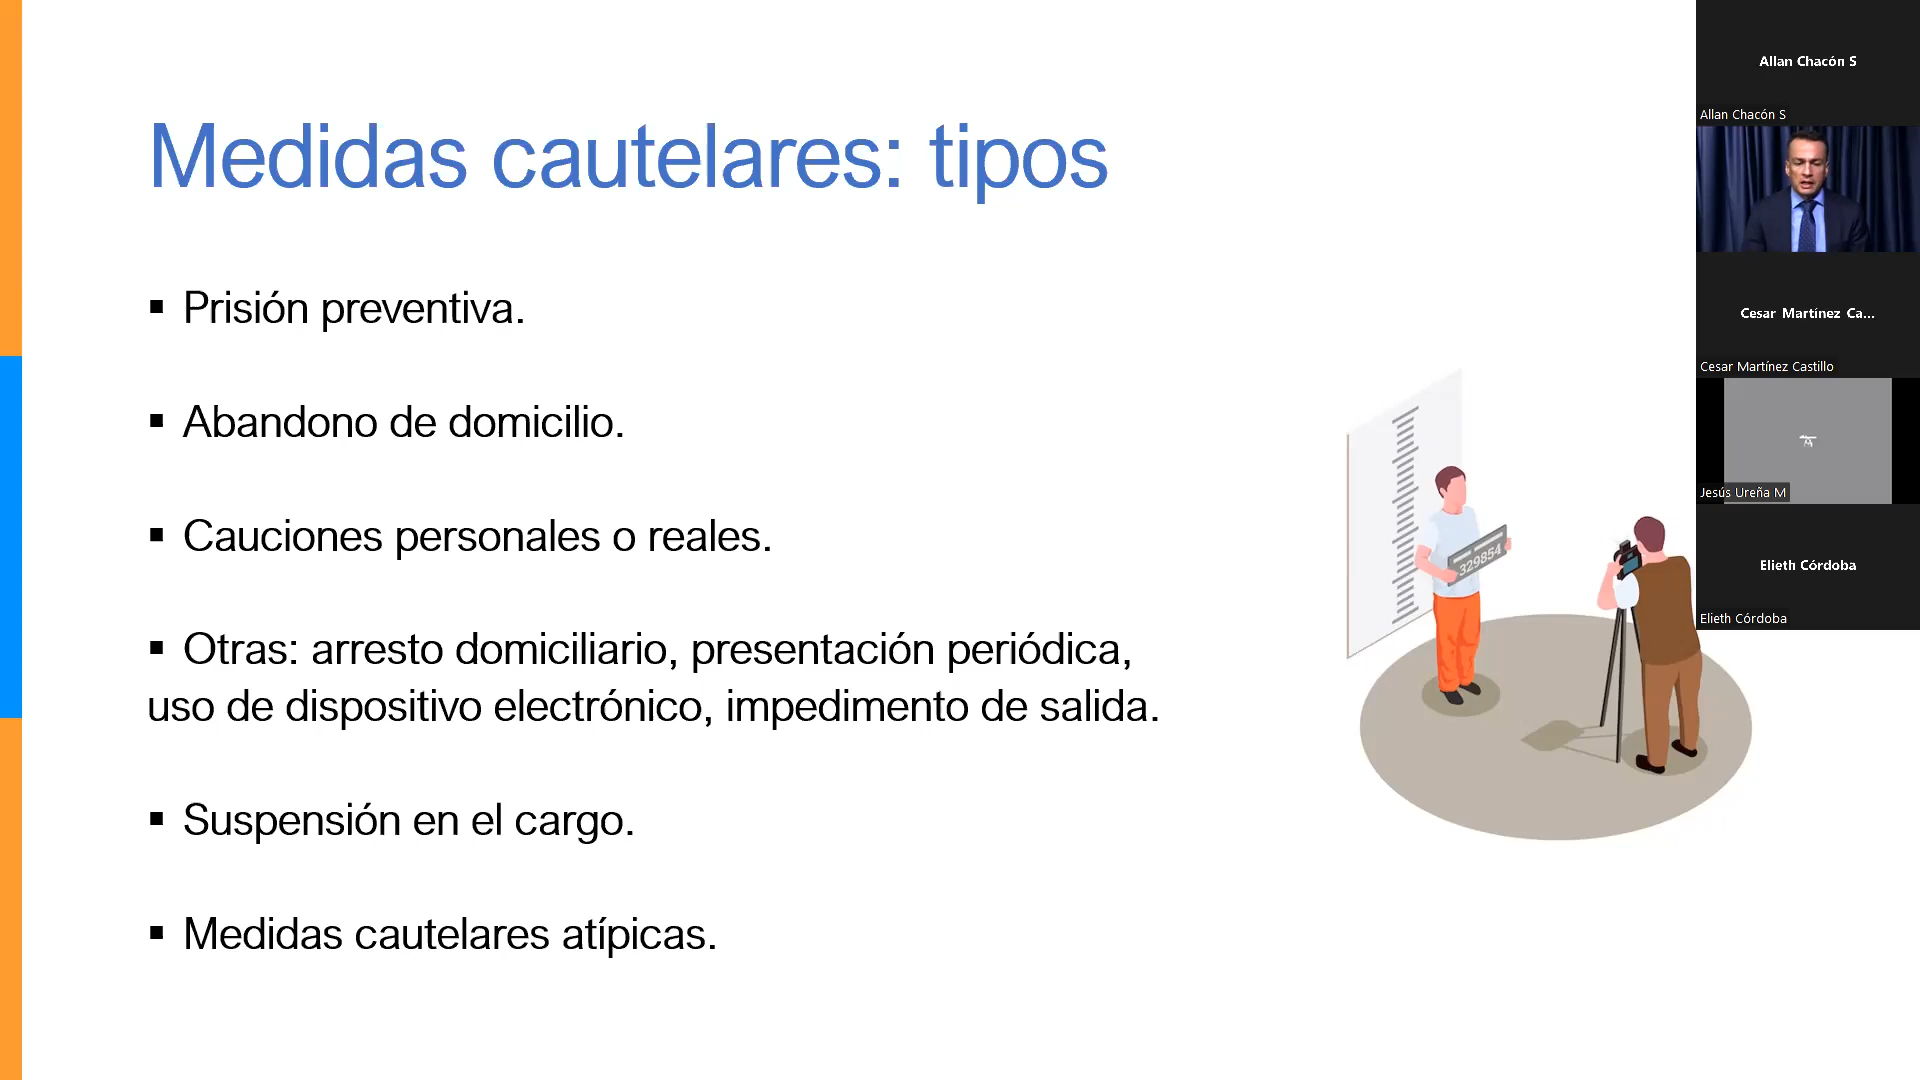 Medidas cautelares: tipos
▪ Prisión preventiva.
▪ Abandono de domicilio.
▪ Cauciones personales o reales.
▪ Otras: arresto domiciliario, presentación periódica,
uso de dispositivo electrónico, impedimento de salida.
▪ Suspensión en el cargo.
▪ Medidas cautelares atípicas.
329854
Allan Chacón S
Allan Chacón S
Cesar Martínez Ca...
Cesar Martínez Castillo
Jesús Ureña M
Elieth Córdoba
Elieth Córdoba